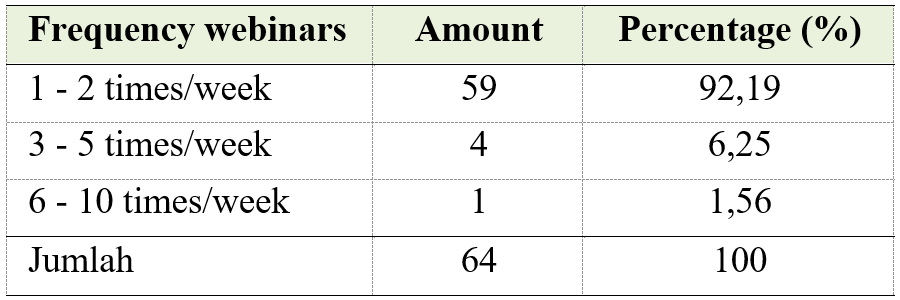 Frequency webinars Amount Percentage (%)
1 - 2 times/week 59 92,19
3 - 5 times/week 4 6,25
6 - 10 times/week 1 1,56
Jumlah 64 100